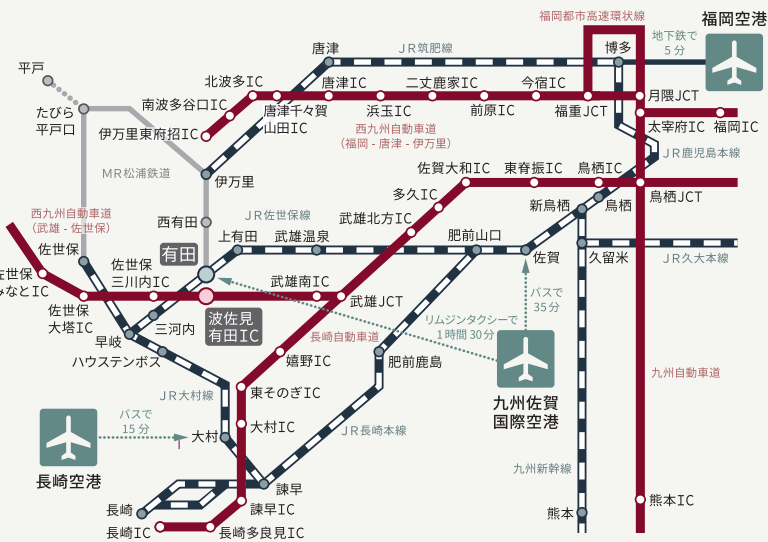 福岡都市高速環状線
福岡空港
地下鉄で
5 分
唐津
JR筑肥線
博多
平戸
北波多IC
唐津IC
二丈鹿家IC
今宿IC
月隈JCT
たびら
平戸口
南波多谷口IC
唐津千々賀
山田IC
浜玉IC
前原IC
福重JCT
太宰府IC
福岡IC
伊万里東府招IC
西九州自動車道
(福岡 - 唐津 - 伊万里)
JR鹿児島本線
MR松浦鉄道
伊万里
佐賀大和IC
東脊振IC
鳥栖IC
多久IC
鳥栖JCT
新鳥栖
鳥栖
西九州自動車道
(武雄 - 佐世保)
西有田
JR佐世保線
武雄北方IC
上有田
武雄温泉
肥前山口
佐世保
有田
佐賀
久留米
JR久大本線
佐世保
みなとIC
佐世保
三川内IC
武雄南IC
武雄JCT
バスで
35分
佐世保
大塔IC
波佐見
有田IC
三河内
リムジンタクシーで
1時間30分
早岐
長崎自動車道
ハウステンボス
嬉野IC
肥前鹿島
九州自動車道
JR大村線
東そのぎIC
九州佐賀
国際空港
バスで
15 分
大村
大村IC
JR長崎本線
長崎空港
九州新幹線
諫早
長崎
諫早IC
熊本
熊本IC
長崎IC
長崎多良見IC